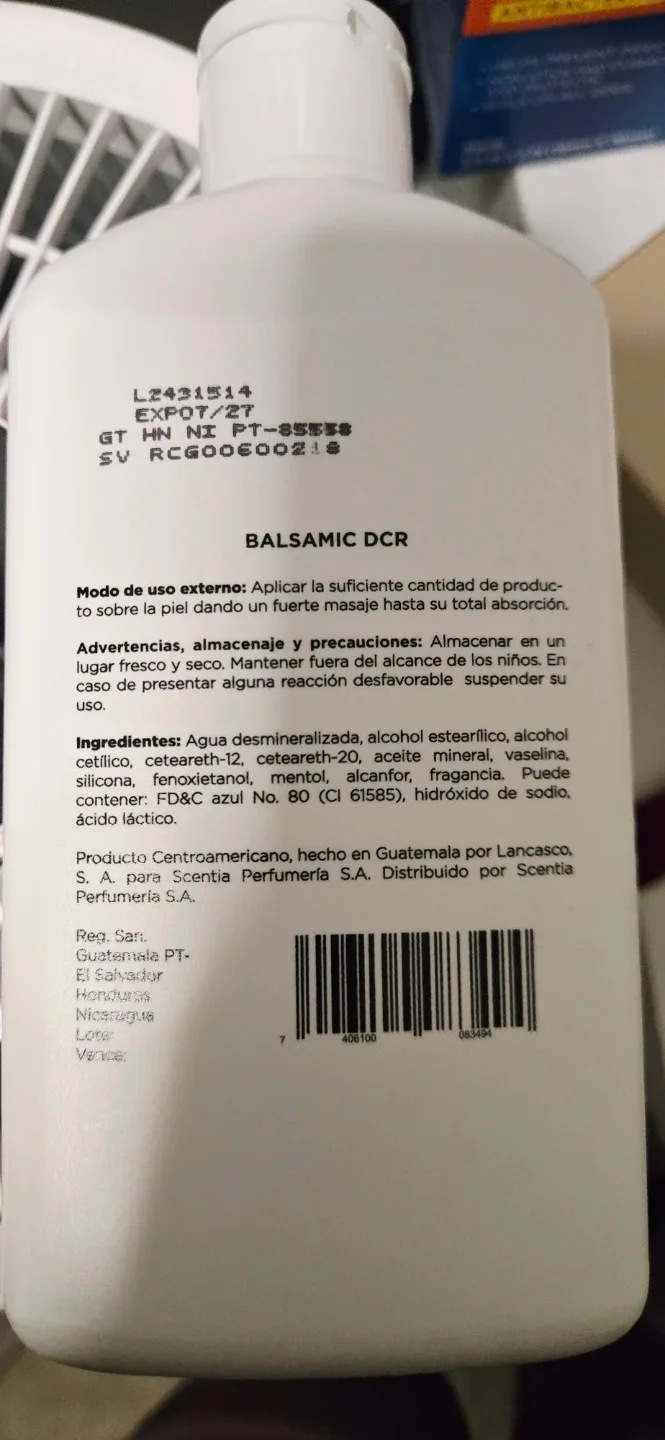 ANTIBACTERI
LZ431514
EXP07/27
GT HN NI PT-85558
SV RCG00600218
BALSAMIC DCR
Modo de uso externo: Aplicar la suficiente cantidad de produc-
to sobre la piel dando un fuerte masaje hasta su total absorción.
Advertencias, almacenaje y precauciones: Almacenar en un
lugar fresco y seco. Mantener fuera del alcance de los niños. En
caso de presentar alguna reacción desfavorable suspender su
uso.
Ingredientes: Agua desmineralizada, alcohol estearílico, alcohol
cetílico, ceteareth-12, ceteareth-20, aceite mineral, vaselina,
silicona, fenoxietanol, mentol, alcanfor, fragancia. Puede
contener: FD&C azul No. 80 (CI 61585), hidróxido de sodio,
ácido láctico.
Producto Centroamericano, hecho en Guatemala por Lancasco,
S. A. para Scentia Perfumería S.A. Distribuido por Scentia
Perfumería S.A.
Reg. San.
Guatemala PT-
El Salvador
Honduras
Nicaragua
Lote:
Vence:
7 406100 083494